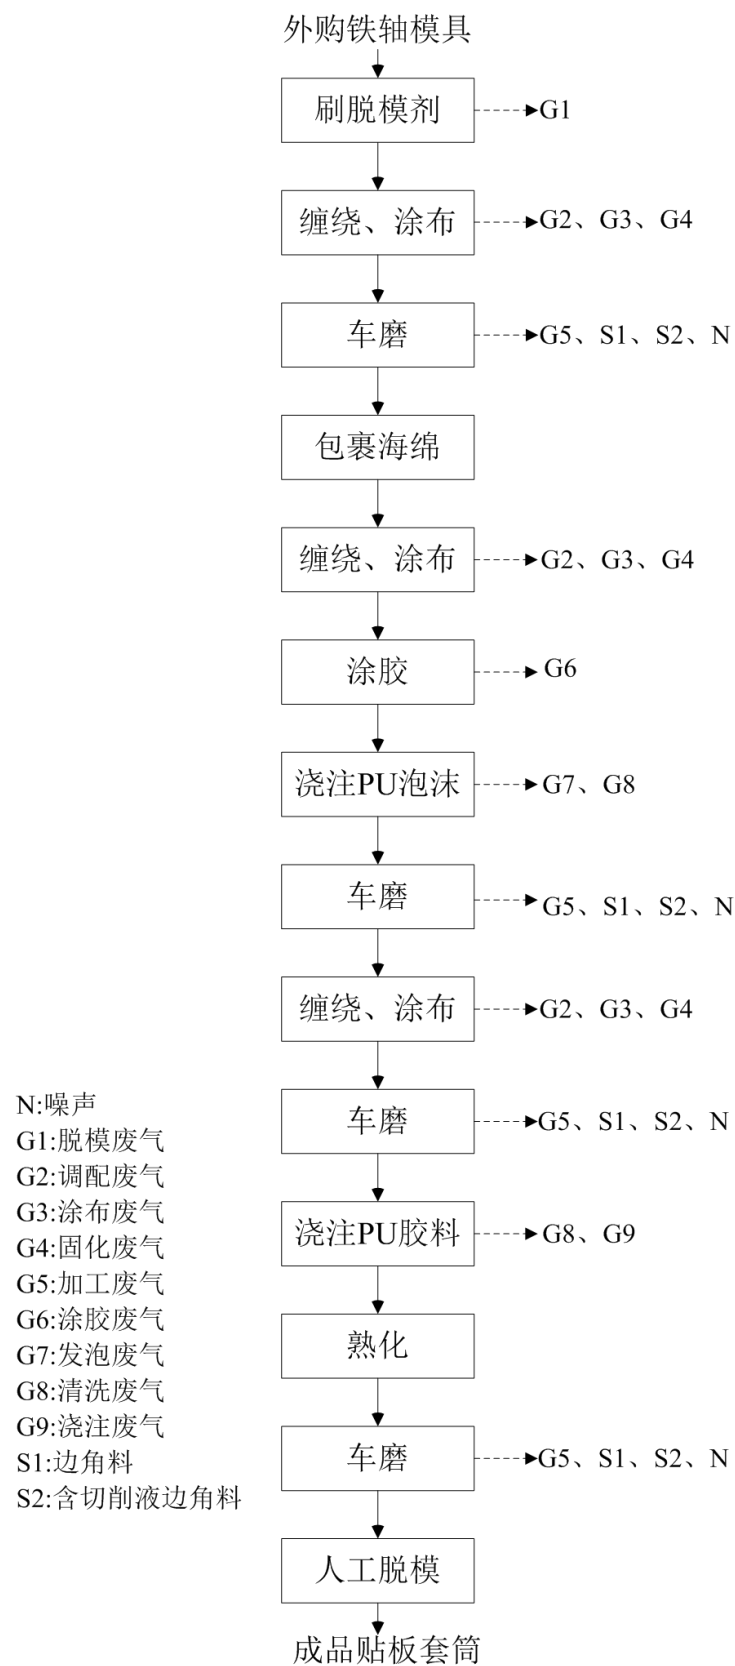 外购铁轴模具
刷脱模剂
G1
缠绕、涂布
G2、G3、G4
车磨
G5、S1、S2、N
包裹海绵
缠绕、涂布
G2、G3、G4
涂胶
G6
浇注PU泡沫
G7、G8
车磨
G5、S1、S2、N
缠绕、涂布
G2、G3、G4
车磨
G5、S1、S2、N
浇注PU胶料
G8、G9
熟化
车磨
G5、S1、S2、N
人工脱模
成品贴板套筒
N:噪声
G1:脱模废气
G2:调配废气
G3:涂布废气
G4:固化废气
G5:加工废气
G6:涂胶废气
G7:发泡废气
G8:清洗废气
G9:浇注废气
S1:边角料
S2:含切削液边角料